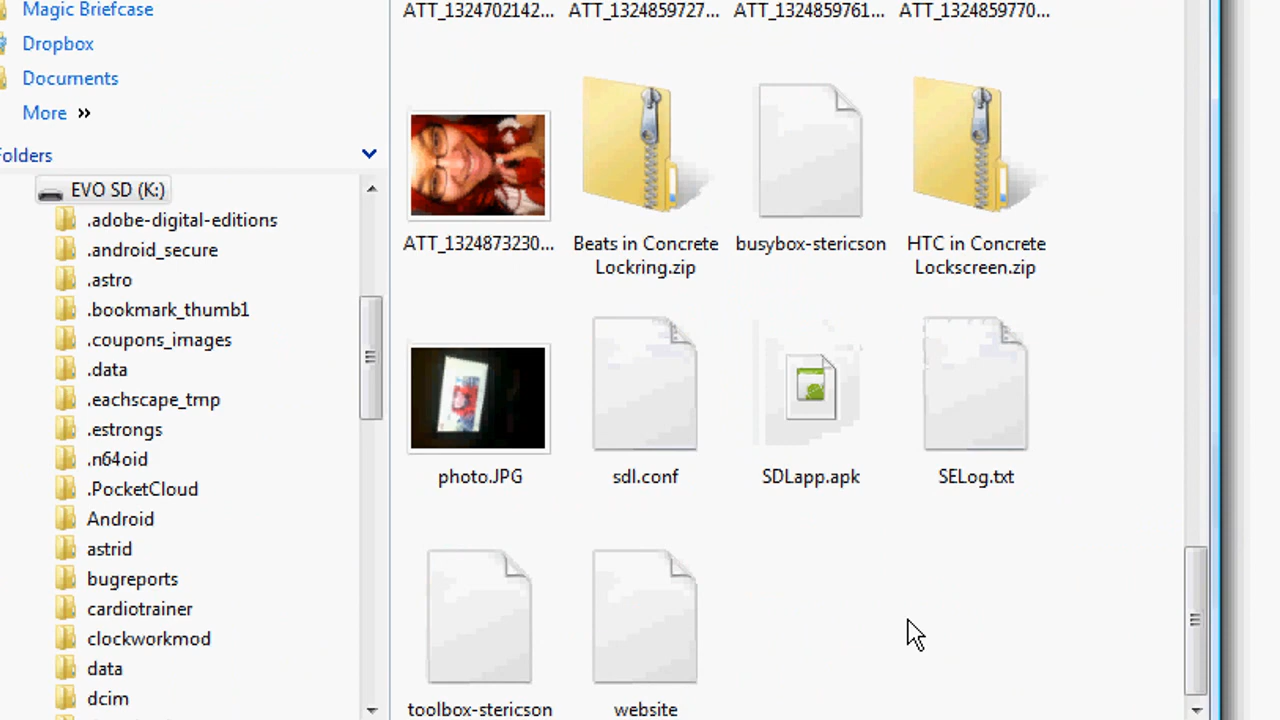 Magic Briefcase
Dropbox
Documents
More »
Folders
EVO SD (K:)
.adobe-digital-editions
.android_secure
.astro
.bookmark_thumb1
.coupons_images
.data
.eachscape_tmp
.estrongs
.n64oid
.PocketCloud
Android
astrid
bugreports
cardiotrainer
clockworkmod
data
dcim
ATT_1324702142... ATT_1324859727... ATT_1324859761... ATT_1324859770...
ATT_1324873230... Beats in Concrete busybox-stericson HTC in Concrete
Lockring.zip Lockscreen.zip
photo.JPG sdl.conf SDLapp.apk SELog.txt
toolbox-stericson website